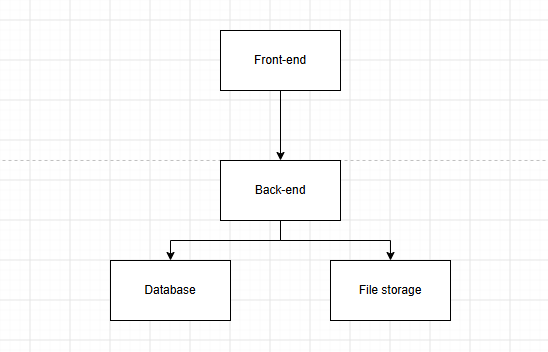 Front-end
Back-end
Database
File storage